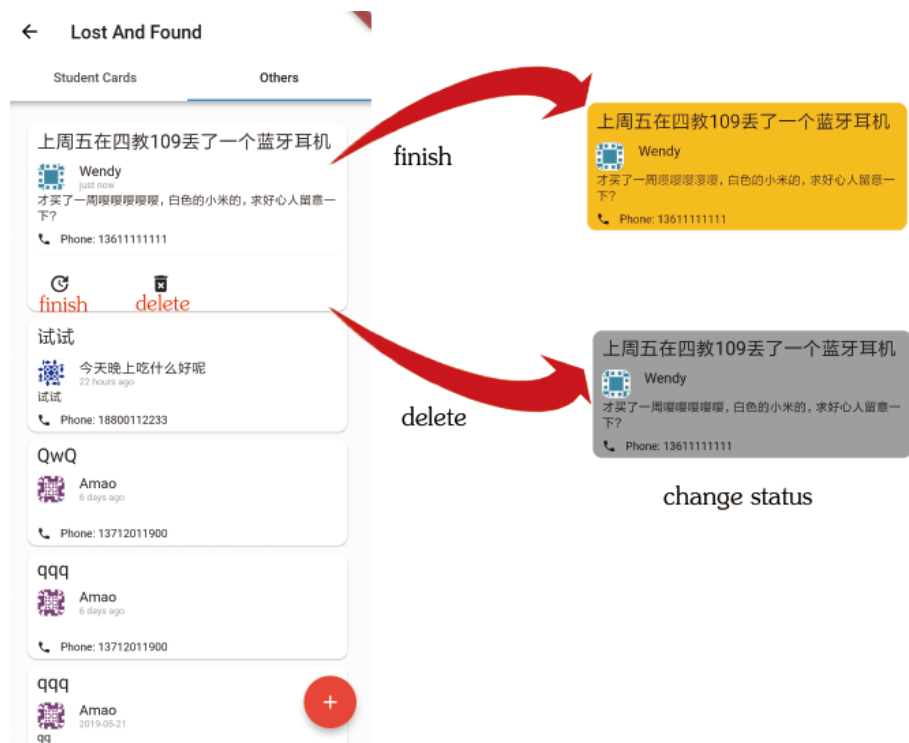 Lost And Found
Student Cards
Others
上周五在四教109丢了一个蓝牙耳机
Wendy
just now
才买了一周嘤嘤嘤嘤嘤，白色的小米的，求好心人留意一
下？
Phone: 13611111111
finish
delete
试试
今天晚上吃什么好呢
22 hours ago
试试
Phone: 18800112233
QwQ
Amao
6 days ago
Phone: 13712011900
qqq
Amao
6 days ago
Phone: 13712011900
qqq
Amao
2019-05-21
qq
+
finish
上周五在四教109丢了一个蓝牙耳机
Wendy
才买了一周嘤嘤嘤嘤嘤，白色的小米的，求好心人留意一
下？
Phone: 13611111111
delete
上周五在四教109丢了一个蓝牙耳机
Wendy
才买了一周嘤嘤嘤嘤嘤，白色的小米的，求好心人留意一
下？
Phone: 13611111111
change status